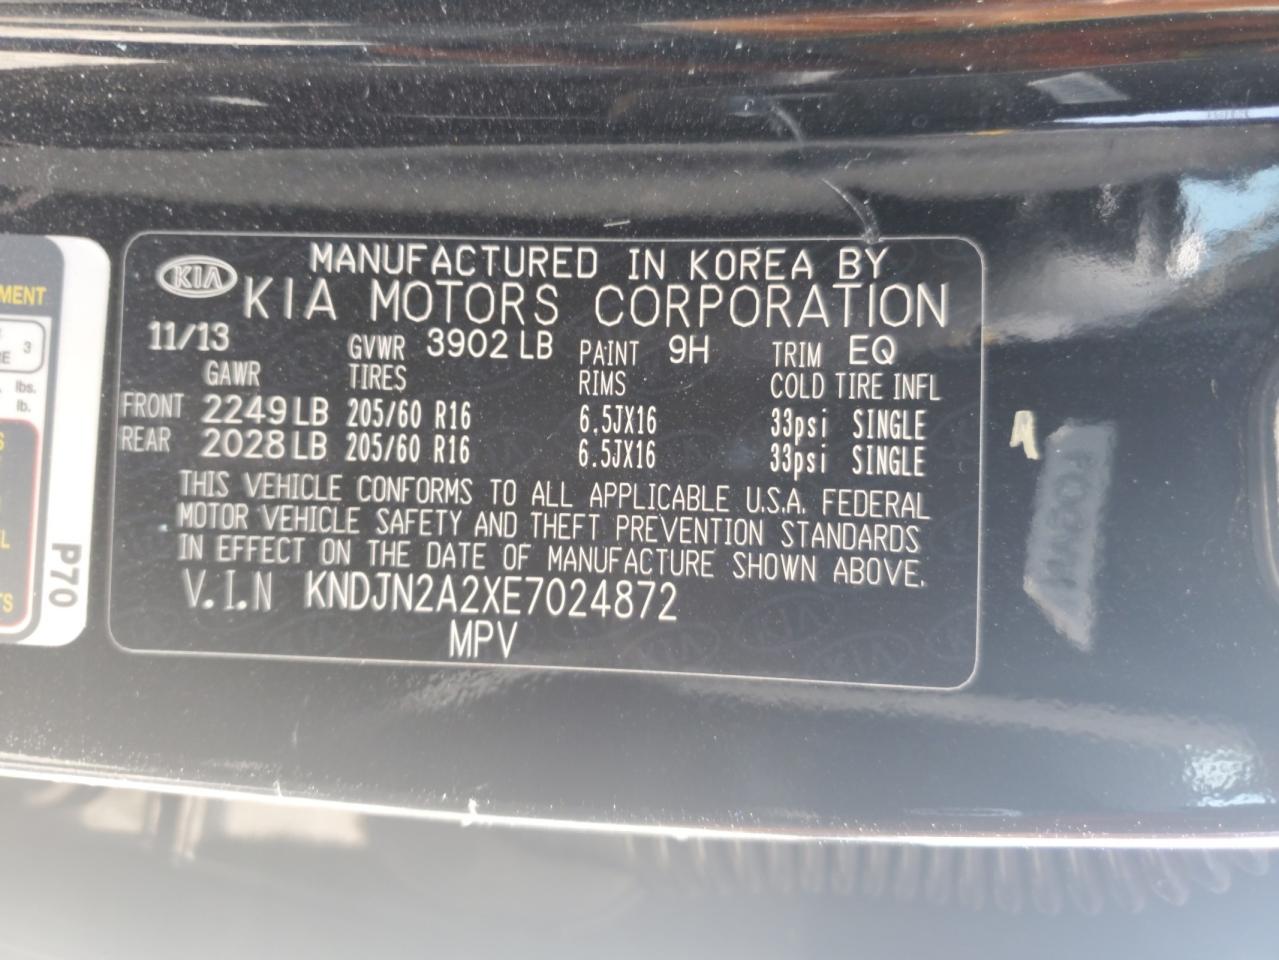 MANUFACTURED IN KOREA BY
KIA KIA MOTORS CORPORATION
11/13 GVWR 3902 LB PAINT 9H TRIM EQ
GAWR TIRES RIMS COLD TIRE INFL
FRONT 2249 LB 205/60 R16 6.5JX16 33psi SINGLE
REAR 2028 LB 205/60 R16 6.5JX16 33psi SINGLE
THIS VEHICLE CONFORMS TO ALL APPLICABLE U.S.A. FEDERAL
MOTOR VEHICLE SAFETY AND THEFT PREVENTION STANDARDS
IN EFFECT ON THE DATE OF MANUFACTURE SHOWN ABOVE.
V.I.N KNDJN2A2XE7024872
MPV
3
lbs.
lb.
P70